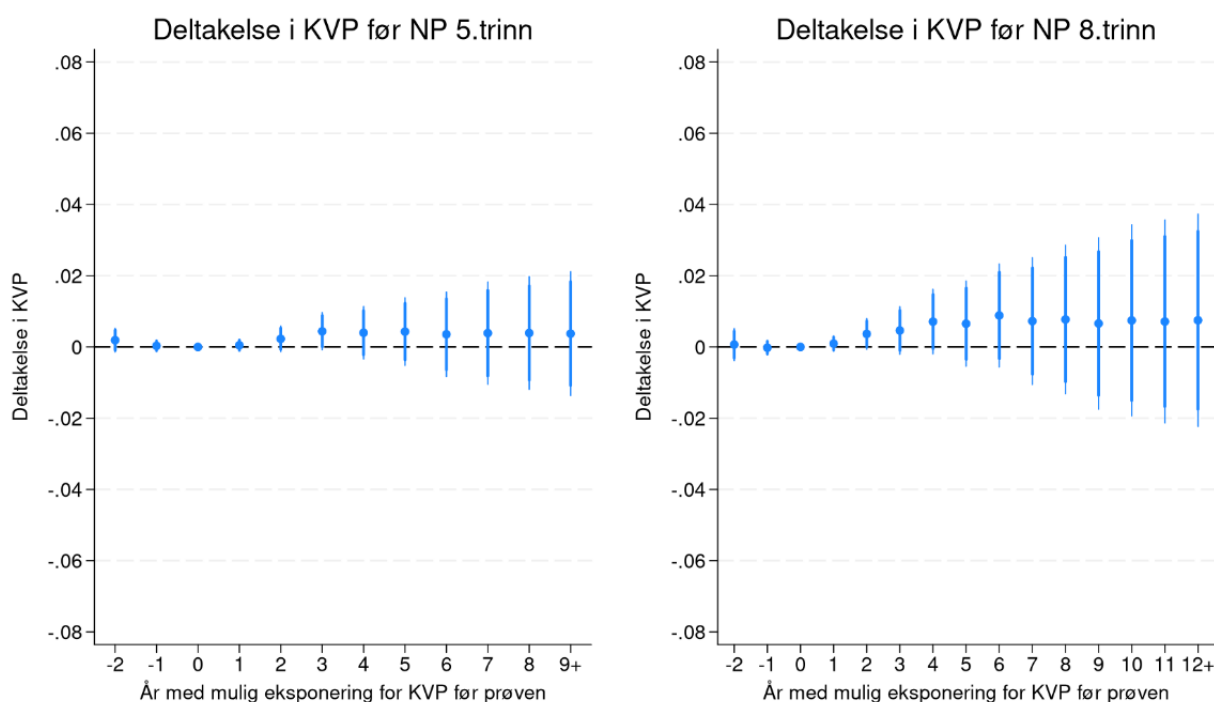 Deltakelse i KVP før NP 5.trinn
.08
.06
.04
.02
0
-.02
-.04
-.06
-.08
Deltakelse i KVP
-2 -1 0 1 2 3 4 5 6 7 8 9+
År med mulig eksponering for KVP før prøven
Deltakelse i KVP før NP 8.trinn
.08
.06
.04
.02
0
-.02
-.04
-.06
-.08
Deltakelse i KVP
-2 -1 0 1 2 3 4 5 6 7 8 9 10 11 12+
År med mulig eksponering for KVP før prøven